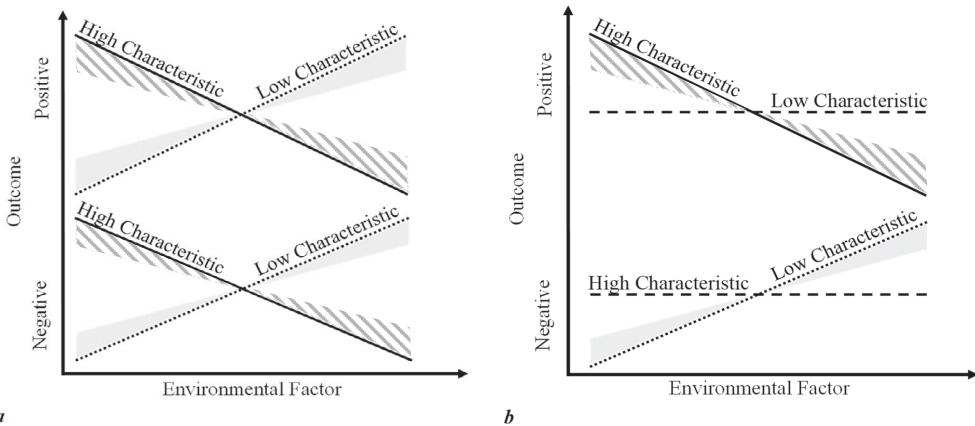 Outcome
Positive
Negative
High Characteristic
Low Characteristic
High Characteristic
Low Characteristic
Environmental Factor
a
Outcome
Positive
Negative
High Characteristic
Low Characteristic
High Characteristic
Low Characteristic
Environmental Factor
b